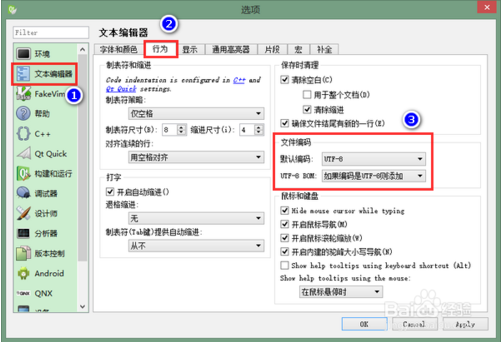 选项
Filter
文本编辑器
②
环境
文本编辑器
①
FakeVim
帮助
C++
Qt Quick
构建和运行
调试器
设计师
分析器
版本控制
Android
QNX
字体和颜色 行为 显示 通用高亮器 片段 宏 补全
制表符和缩进
Code indentation is configured in C++ and
Qt Quick settings.
制表符策略:
仅空格
制表符尺寸(B): 8 缩进尺寸(i): 4
对齐连续的行:
用空格对齐
打字
开启自动缩进()
退格缩进:
无
制表符(Tab键)提供自动缩进:
从不
保存时清理
清除空白(C)
用于整个文档(D)
清除缩进
确保文件结尾有新的一行(E)
③
文件编码
默认编码: UTF-8
UTF-8 BOM: 如果编码是UTF-8则添加
鼠标和键盘
Hide mouse cursor while typing
开启鼠标导航(M)
开启鼠标滚轮缩放(W)
开启内建的驼峰大小写导航(N)
Show help tooltips using keyboard shortcut (Alt)
Show help tooltips using the mouse:
在鼠标悬停时
OK Cancel Apply
Baidu 经验